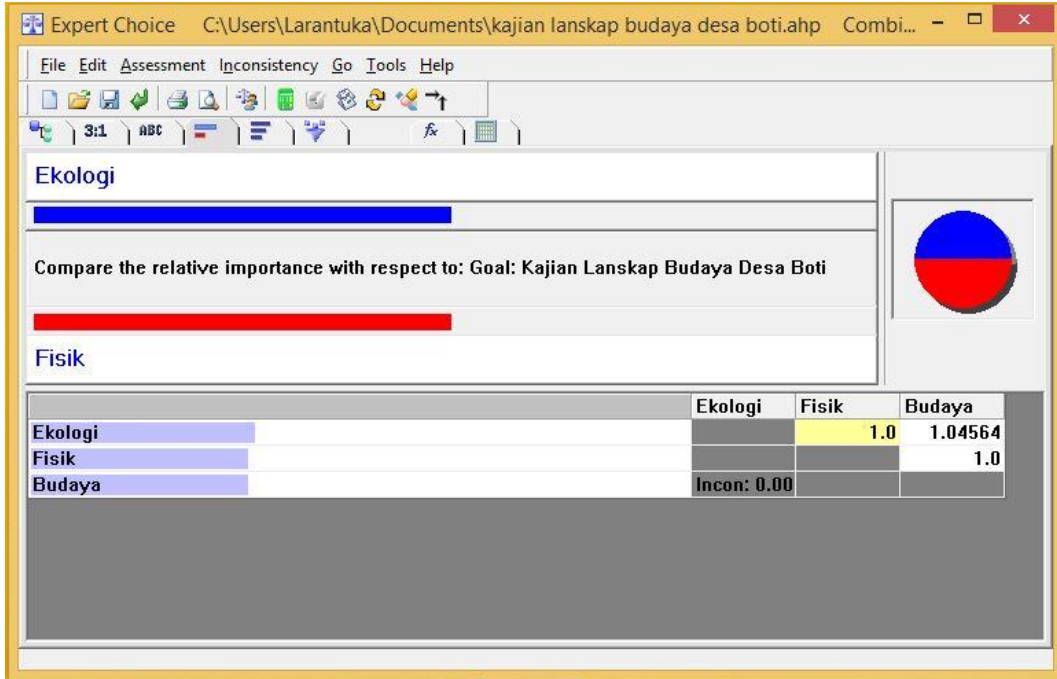 Expert Choice C:\Users\Larantuka\Documents\kajian lanskap budaya desa boti.ahp Combi...
File Edit Assessment Inconsistency Go Tools Help
3:1 ABC fx
Ekologi
Compare the relative importance with respect to: Goal: Kajian Lanskap Budaya Desa Boti
Fisik
Ekologi Fisik Budaya
Ekologi 1.0 1.04564
Fisik 1.0
Budaya Incon: 0.00